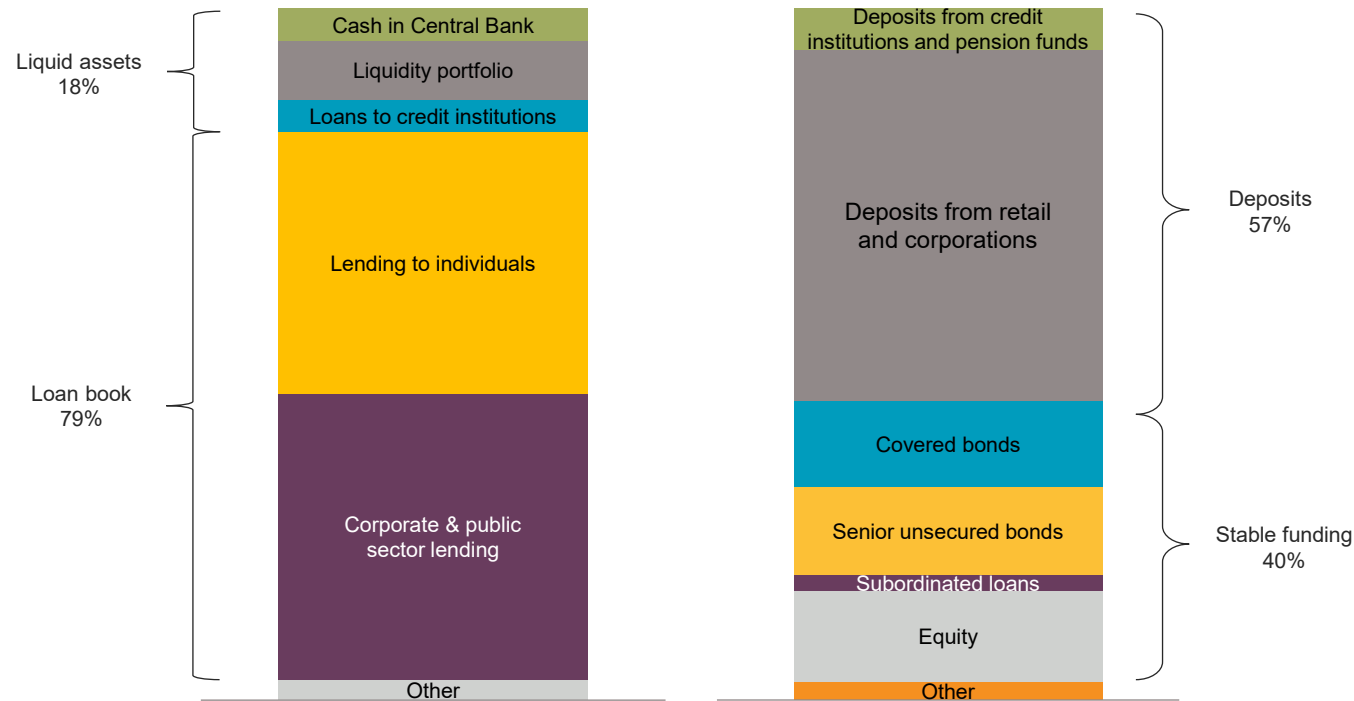 Liquid assets
18%
Loan book
79%
Cash in Central Bank
Liquidity portfolio
Loans to credit institutions
Lending to individuals
Corporate & public
sector lending
Other
Deposits from credit
institutions and pension funds
Deposits from retail
and corporations
Covered bonds
Senior unsecured bonds
Subordinated loans
Equity
Other
Deposits
57%
Stable funding
40%